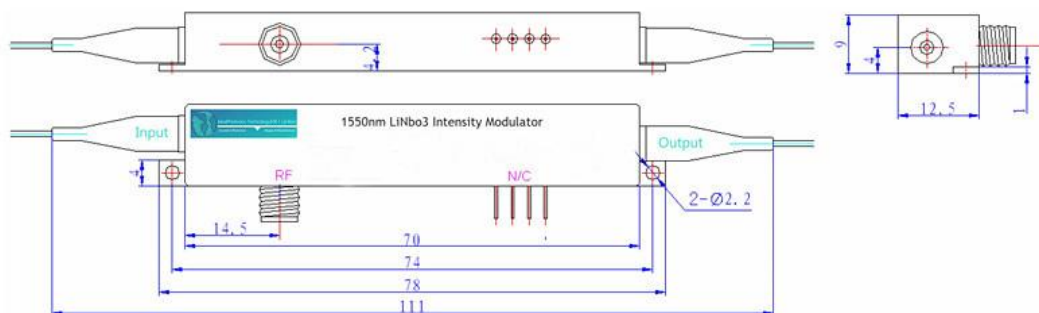 4.2
9
4
12.5
1
1550nm LiNbo3 Intensity Modulator
Input
Output
4
RF
N/C
2-Ø2.2
14.5
70
74
78
111